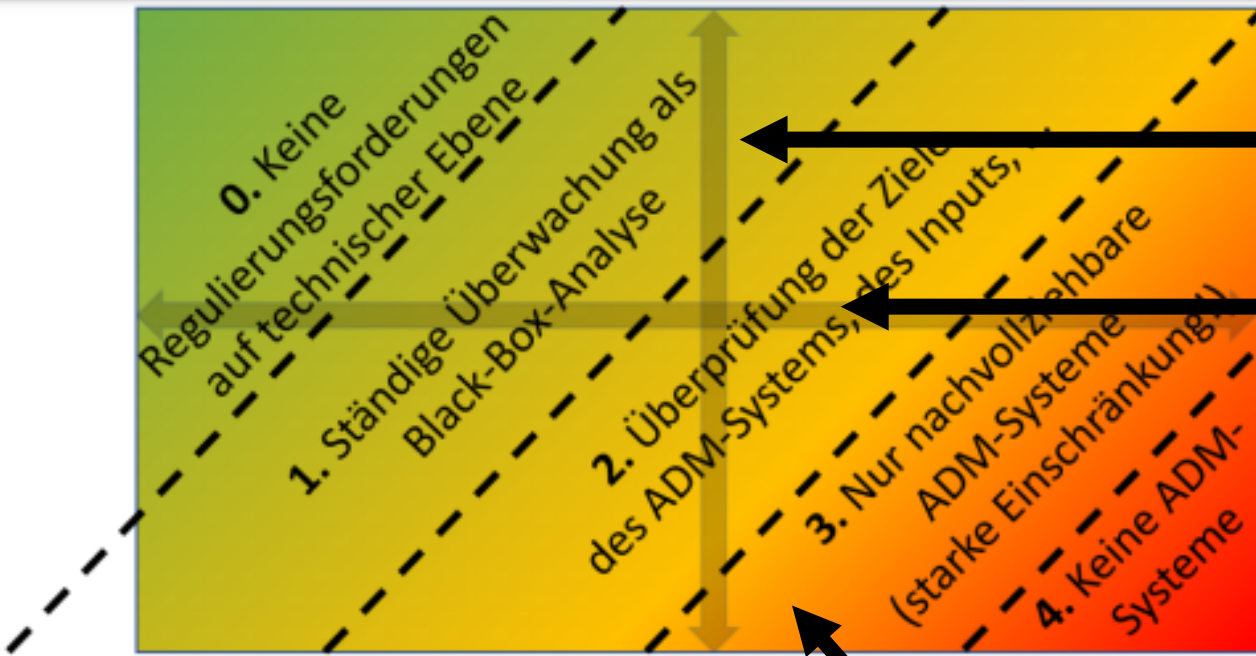 0. Keine
Regulierungsforderungen
auf technischer Ebene
1. Ständige Überwachung als
Black-Box-Analyse
2. Überprüfung der Ziele
des ADM-Systems, des Inputs,
3. Nur nachvollziehbare
ADM-Systeme
(starke Einschränkung!)
4. Keine ADM-
Systeme